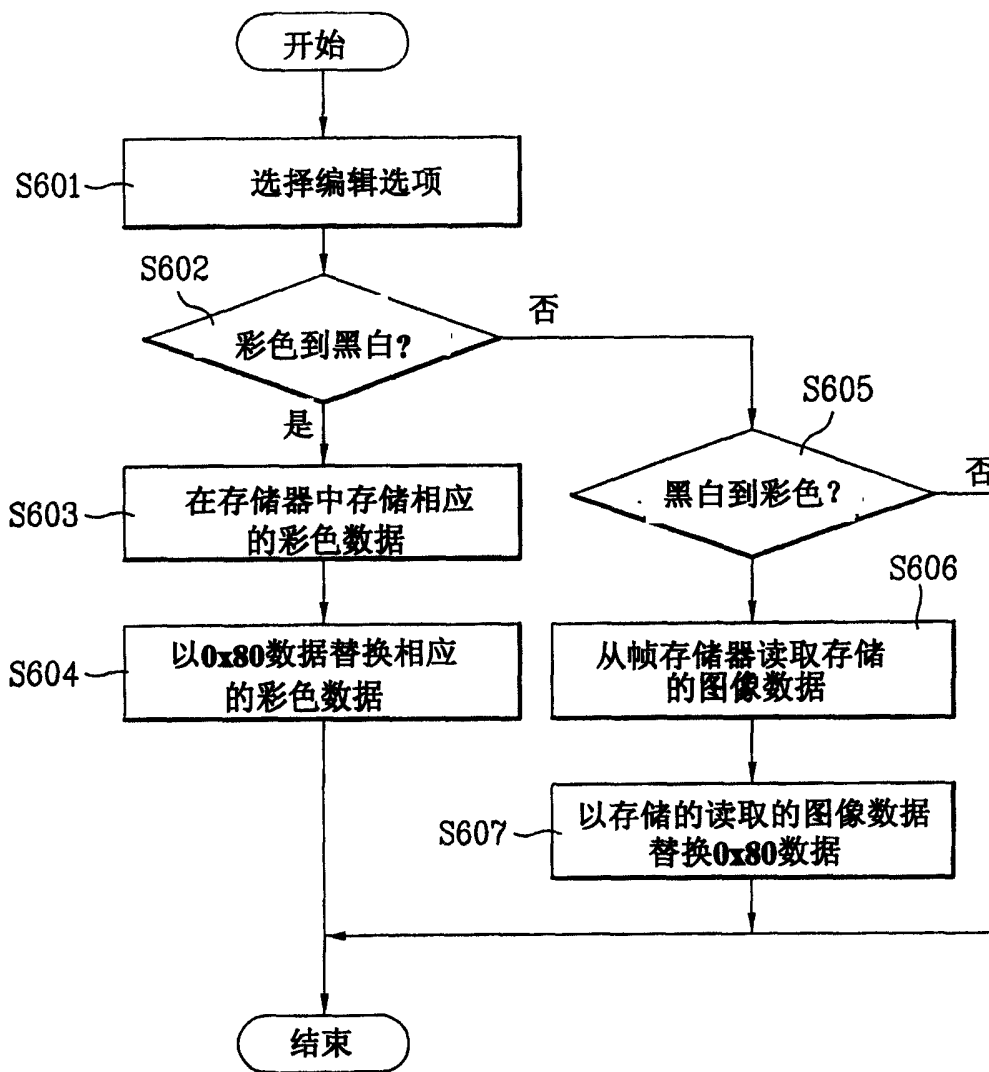 开始
S601
选择编辑选项
S602
彩色到黑白?
否
是
S605
黑白到彩色?
否
S603
在存储器中存储相应
的彩色数据
S606
从帧存储器读取存储
的图像数据
S604
以0x80数据替换相应
的彩色数据
S607
以存储的读取的图像数据
替换0x80数据
结束